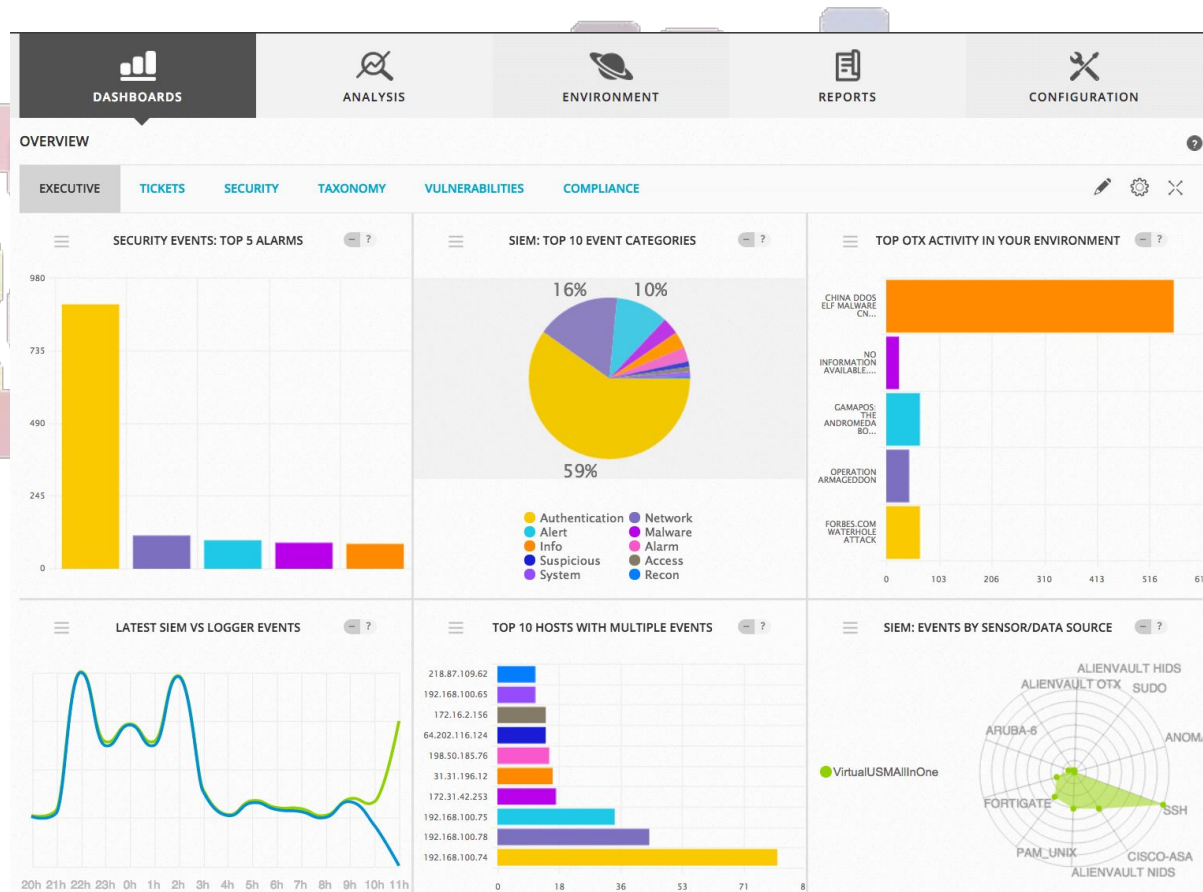 DASHBOARDS
ANALYSIS
ENVIRONMENT
REPORTS
CONFIGURATION
OVERVIEW
?
EXECUTIVE
TICKETS
SECURITY
TAXONOMY
VULNERABILITIES
COMPLIANCE
SECURITY EVENTS: TOP 5 ALARMS
– ?
980
735
490
245
0
SIEM: TOP 10 EVENT CATEGORIES
– ?
16%
10%
59%
Authentication
Network
Alert
Malware
Info
Alarm
Suspicious
Access
System
Recon
TOP OTX ACTIVITY IN YOUR ENVIRONMENT
– ?
CHINA DDOS
ELF MALWARE
CN...
NO
INFORMATION
AVAILABLE....
GAMAPOS:
THE
ANDROMEDA
BO...
OPERATION
ARMAGEDDON
FORBES.COM
WATERHOLE
ATTACK
0 103 206 310 413 516
LATEST SIEM VS LOGGER EVENTS
– ?
20h 21h 22h 23h 0h 1h 2h 3h 4h 5h 6h 7h 8h 9h 10h 11h
TOP 10 HOSTS WITH MULTIPLE EVENTS
– ?
218.87.109.62
192.168.100.65
172.16.2.156
64.202.116.124
198.50.185.76
31.31.196.12
172.31.42.253
192.168.100.75
192.168.100.78
192.168.100.74
0 18 36 53 71 8
SIEM: EVENTS BY SENSOR/DATA SOURCE
– ?
VirtualUSMAllInOne
ALIENVAULT HIDS
ALIENVAULT OTX
SUDO
ARUBA-6
ANOMA
FORTIGATE
SSH
PAM_UNIX
CISCO-ASA
ALIENVAULT NIDS